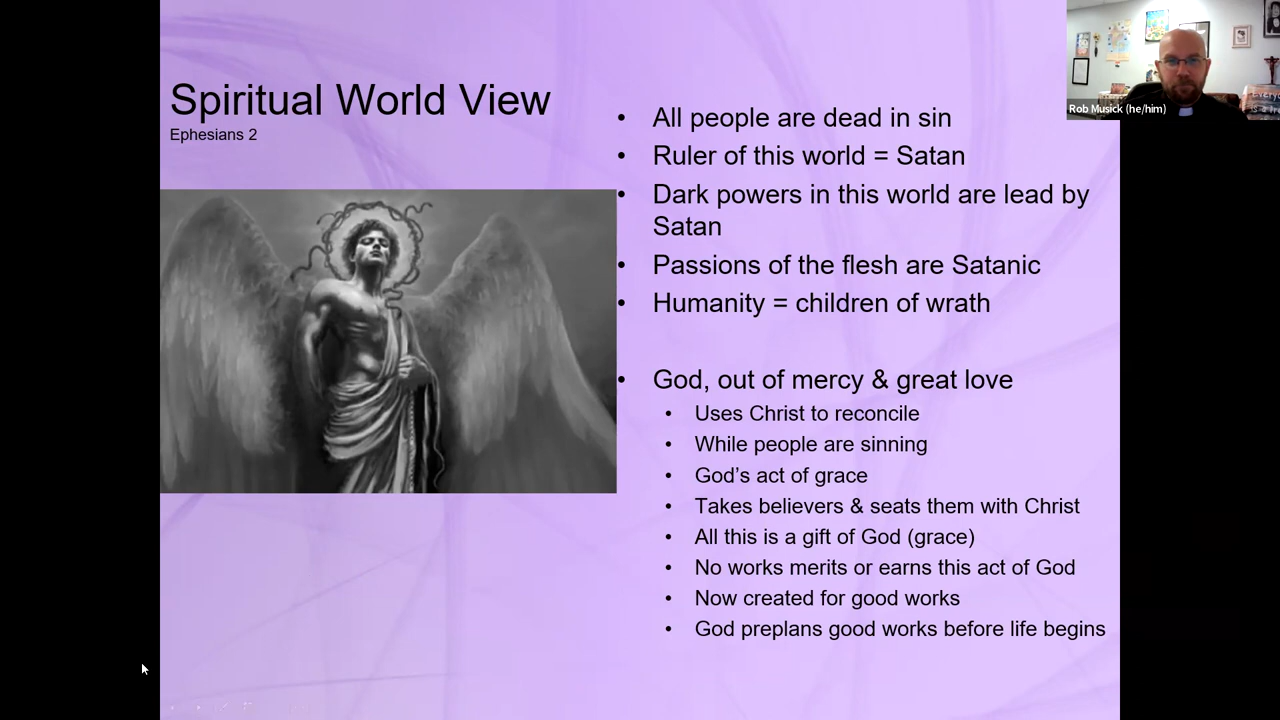 Spiritual World View
Ephesians 2
• All people are dead in sin
• Ruler of this world = Satan
• Dark powers in this world are lead by
Satan
• Passions of the flesh are Satanic
• Humanity = children of wrath
• God, out of mercy & great love
• Uses Christ to reconcile
• While people are sinning
• God’s act of grace
• Takes believers & seats them with Christ
• All this is a gift of God (grace)
• No works merits or earns this act of God
• Now created for good works
• God preplans good works before life begins
Rob Musick (he/him)